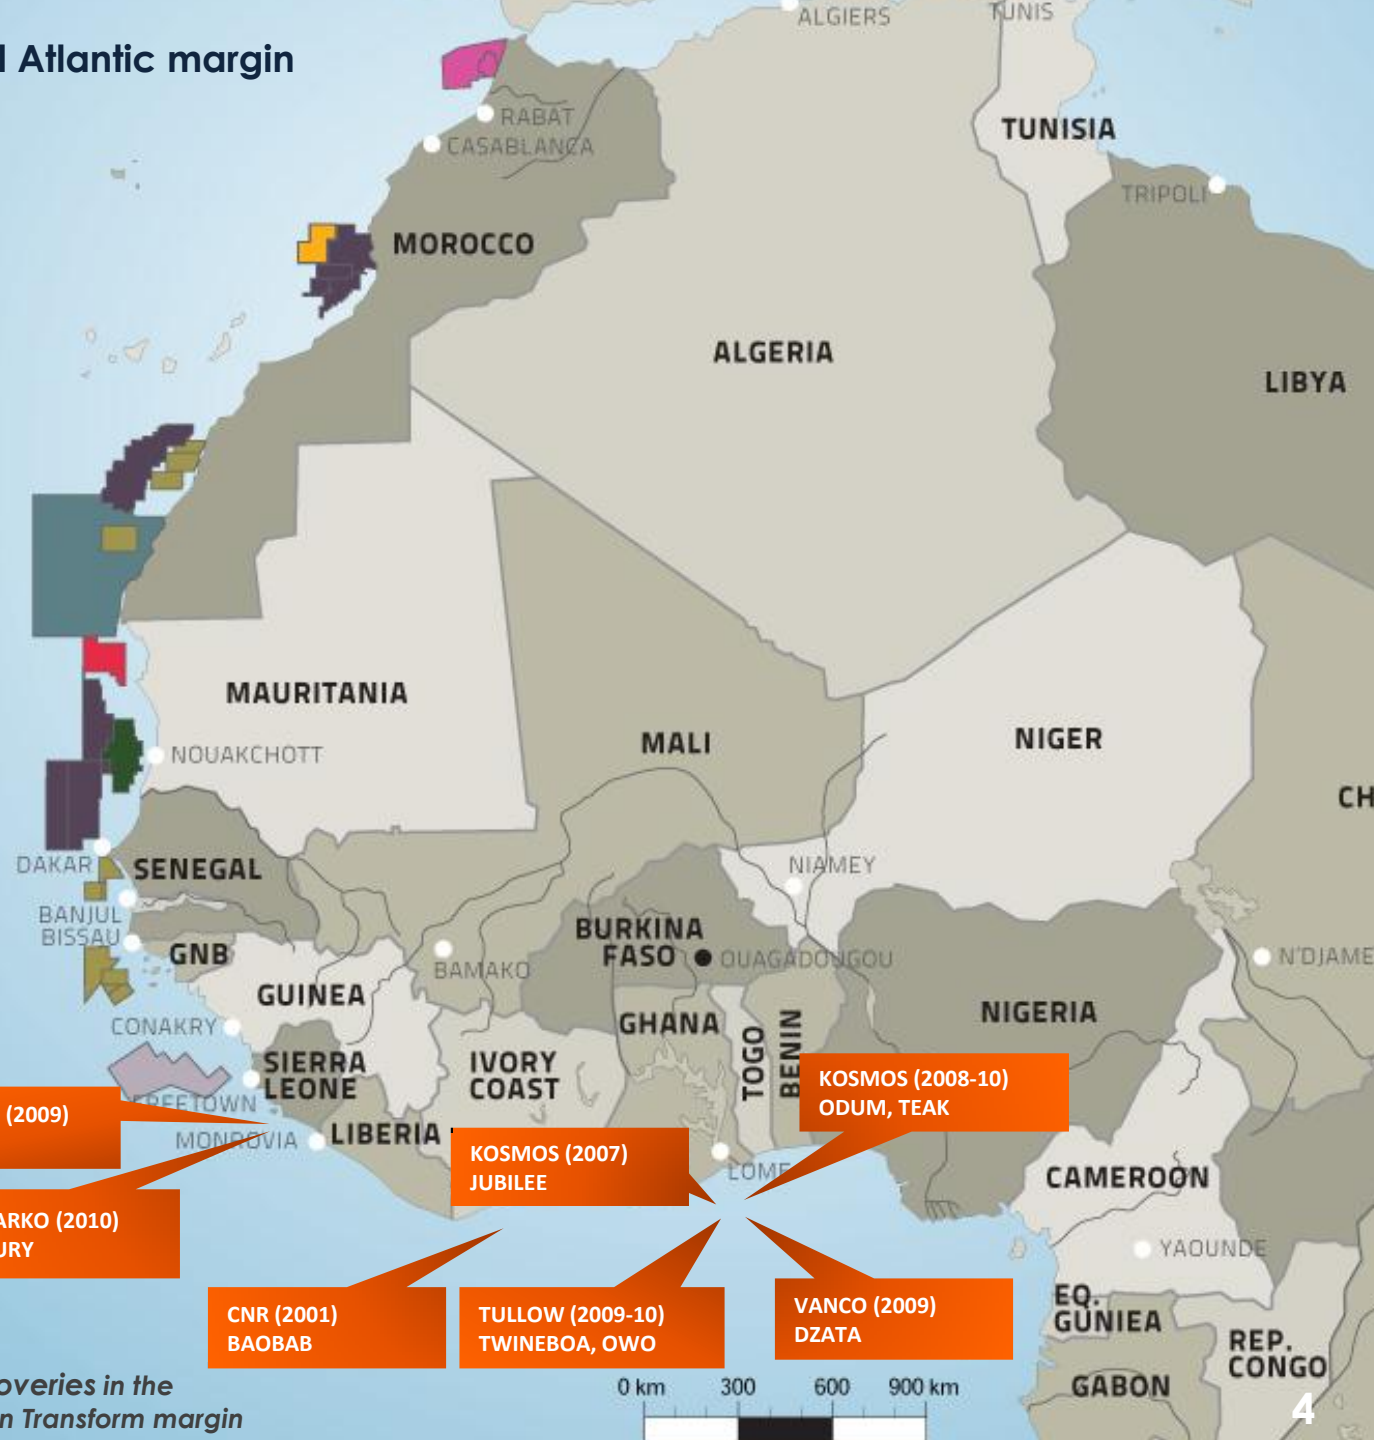 l Atlantic margin
ALGIERS
TUNIS
RABAT
CASABLANCA
TUNISIA
TRIPOLI
MOROCCO
ALGERIA
LIBYA
MAURITANIA
NOUAKCHOTT
MALI
NIGER
CH
DAKAR
SENEGAL
NIAMEY
BANJUL
BISSAU
GNB
BAMAKO
BURKINA
FASO
OUAGADOUGOU
N'DJAME
GUINEA
CONAKRY
GHANA
TOGO
BENIN
NIGERIA
SIERRA
LEONE
IVORY
COAST
FREETOWN
MONROVIA
LIBERIA
LOME
CAMEROON
YAOUNDE
EQ.
GUNIEA
REP.
CONGO
GABON
(2009)
ARKO (2010)
URY
KOSMOS (2007)
JUBILEE
KOSMOS (2008-10)
ODUM, TEAK
CNR (2001)
BAOBAB
TULLOW (2009-10)
TWINEBOA, OWO
VANCO (2009)
DZATA
overies in the
n Transform margin
0 km 300 600 900 km
4